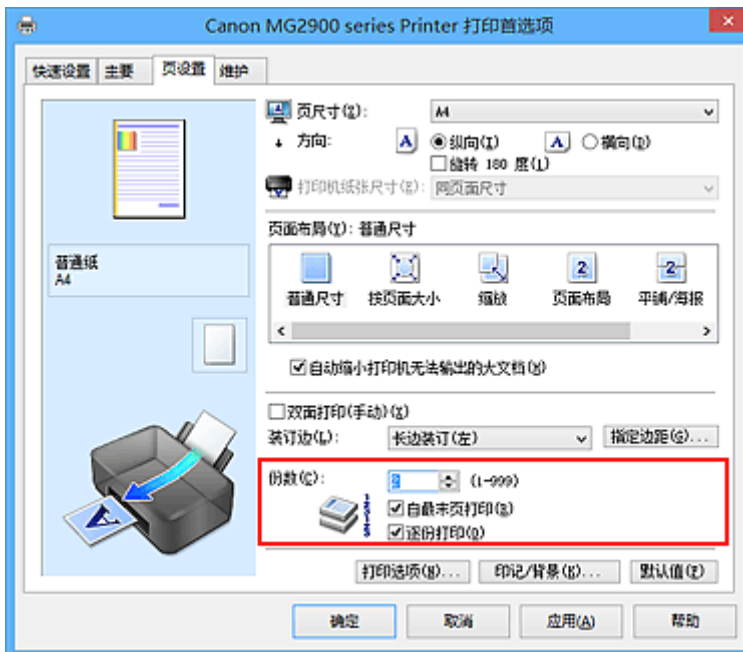 Canon MG2900 series Printer 打印首选项
快速设置 主要 页设置 维护
页尺寸(Z): A4
方向: A 纵向(I) A 横向(D)
旋转 180 度(L)
打印机纸张尺寸(E): 同页面尺寸
页面布局(Y): 普通尺寸
普通纸
A4
普通尺寸 按页面大小 缩放 页面布局 平铺/海报
自动缩小打印机无法输出的大文档(N)
双面打印(手动)(X)
装订边(L): 长边装订(左) 指定边距(G)...
份数(C): (1-999)
自最末页打印(R)
逐份打印(O)
打印选项(N)... 印记/背景(K)... 默认值(F)
确定 取消 应用(A) 帮助